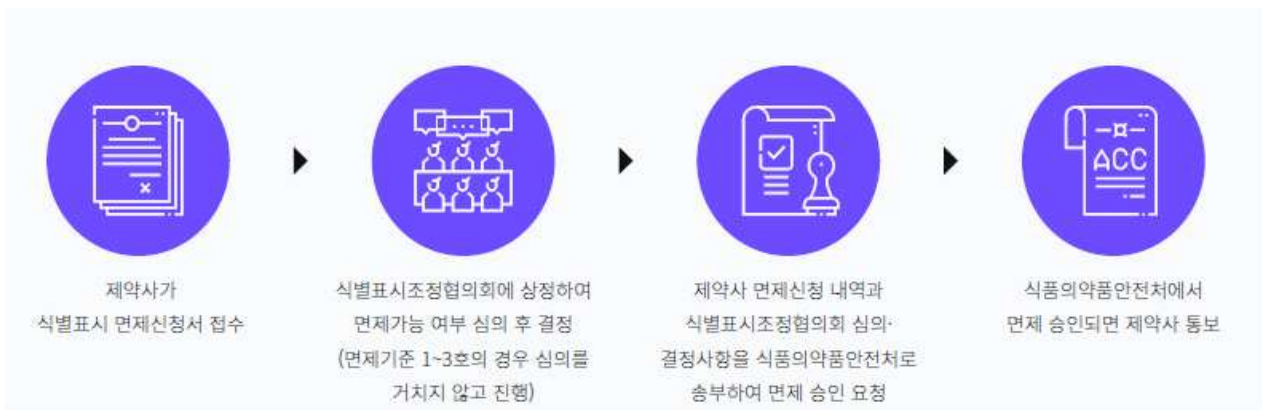 ACC
제약사가
식별표시 면제신청서 접수
식별표시조정협의회에 상정하여
면제가능 여부 심의 후 결정
(면제기준 1~3호의 경우 심의를
거치지 않고 진행)
제약사 면제신청 내역과
식별표시조정협의회 심의·
결정사항을 식품의약품안전처로
송부하여 면제 승인 요청
식품의약품안전처에서
면제 승인되면 제약사 통보